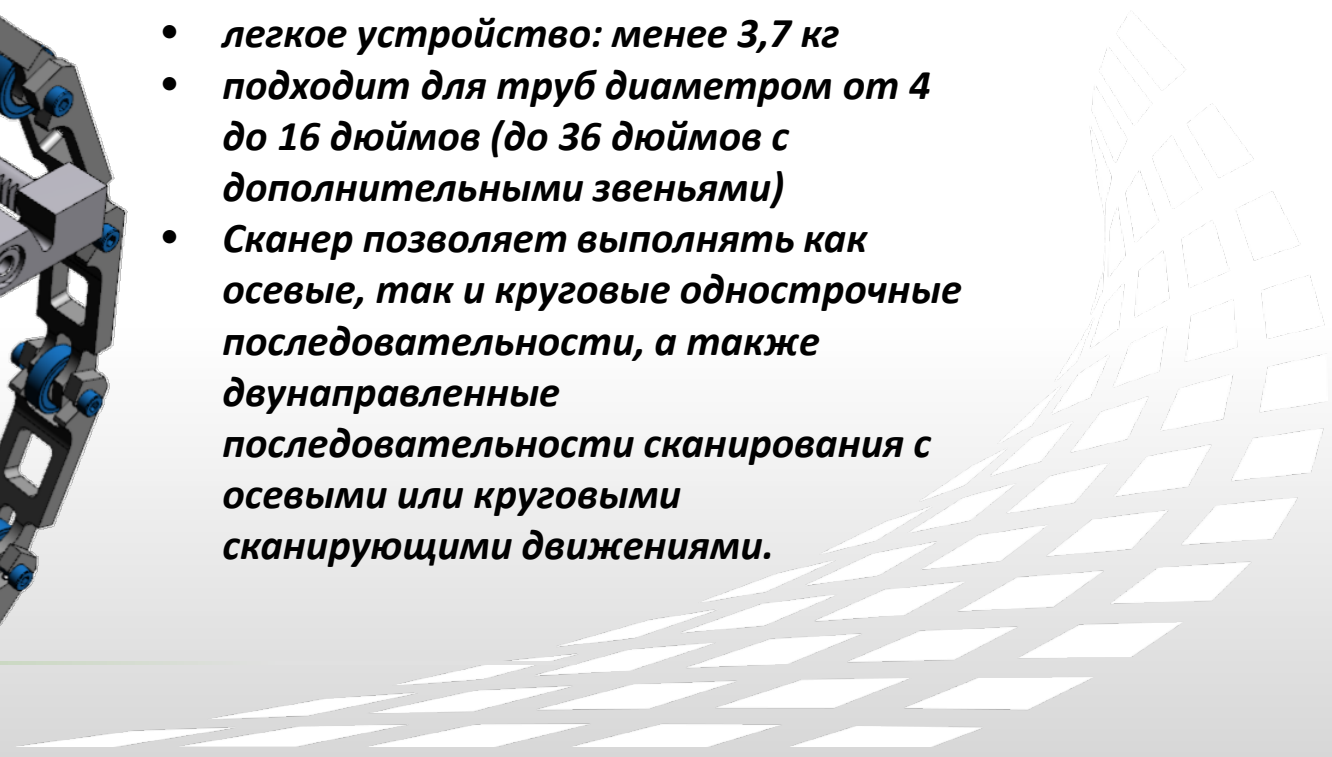 • легкое устройство: менее 3,7 кг
• подходит для труб диаметром от 4
до 16 дюймов (до 36 дюймов с
дополнительными звеньями)
• Сканер позволяет выполнять как
осевые, так и круговые однострочные
последовательности, а также
двунаправленные
последовательности сканирования с
осевыми или круговыми
сканирующими движениями.